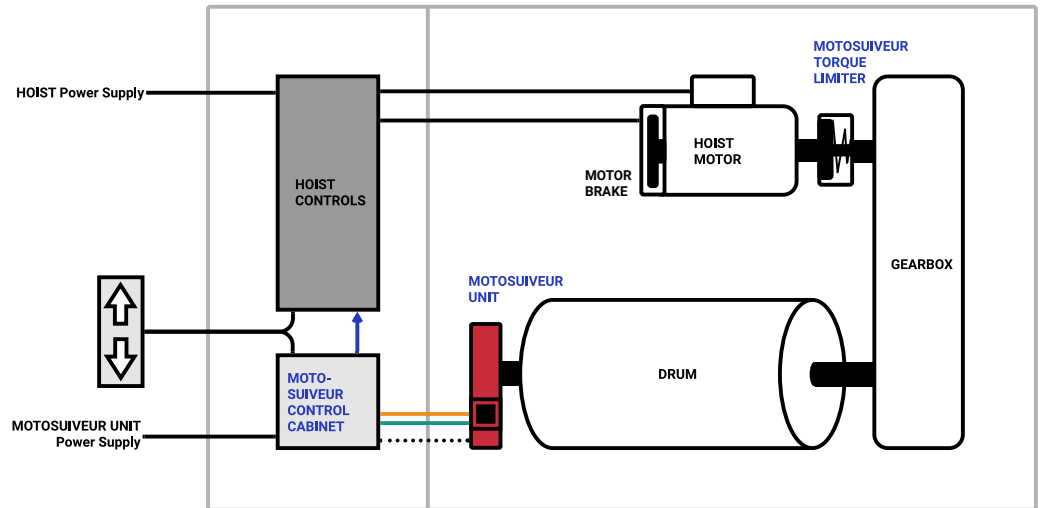 MOTOSUIVEUR
TORQUE
LIMITER
HOIST Power Supply
HOIST
MOTOR
MOTOR
BRAKE
HOIST
CONTROLS
GEARBOX
MOTOSUIVEUR
UNIT
DRUM
MOTO-
SUIVEUR
CONTROL
CABINET
MOTOSUIVEUR UNIT
Power Supply